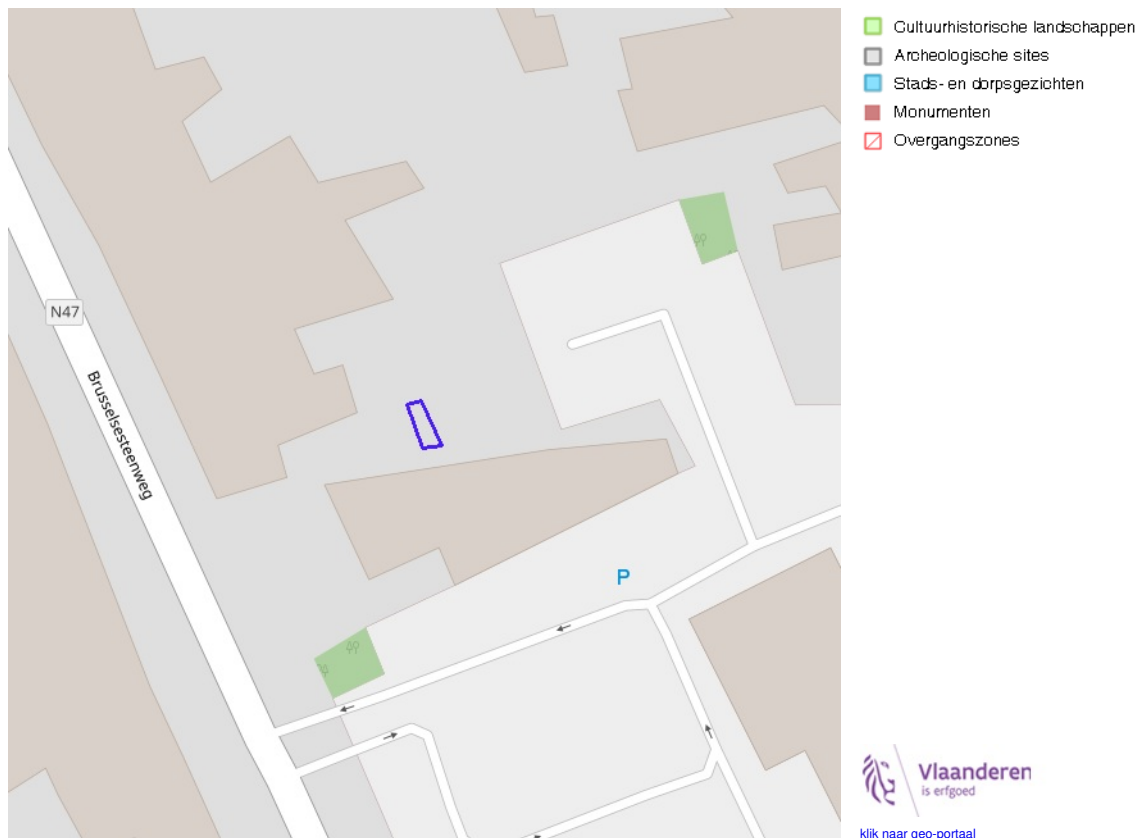 Cultuurhistorische landschappen
Archeologische sites
Stads- en dorpsgezichten
Monumenten
Overgangszones
N47
Brusselsesteenweg
P
Vlaanderen
is erfgoed
klik naar geo-portaal